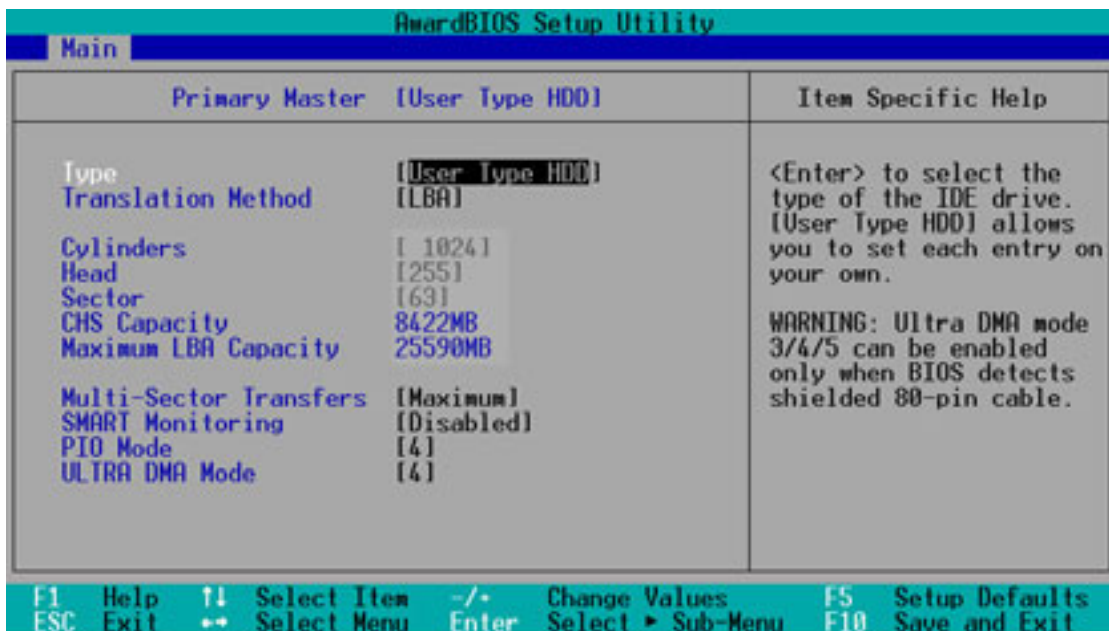 AwardBIOS Setup Utility
Main
Primary Master [User Type HDD]
Item Specific Help
Type [User Type HDD]
Translation Method [LBA]
Cylinders [ 1024]
Head [255]
Sector [63]
CHS Capacity 8422MB
Maximum LBA Capacity 25590MB
Multi-Sector Transfers [Maximum]
SMART Monitoring [Disabled]
PIO Mode [4]
ULTRA DMA Mode [4]
<Enter> to select the
type of the IDE drive.
[User Type HDD] allows
you to set each entry on
your own.
WARNING: Ultra DMA mode
3/4/5 can be enabled
only when BIOS detects
shielded 80-pin cable.
F1 Help ↑↓ Select Item -/+ Change Values F5 Setup Defaults
ESC Exit ←→ Select Menu Enter Select ► Sub-Menu F10 Save and Exit